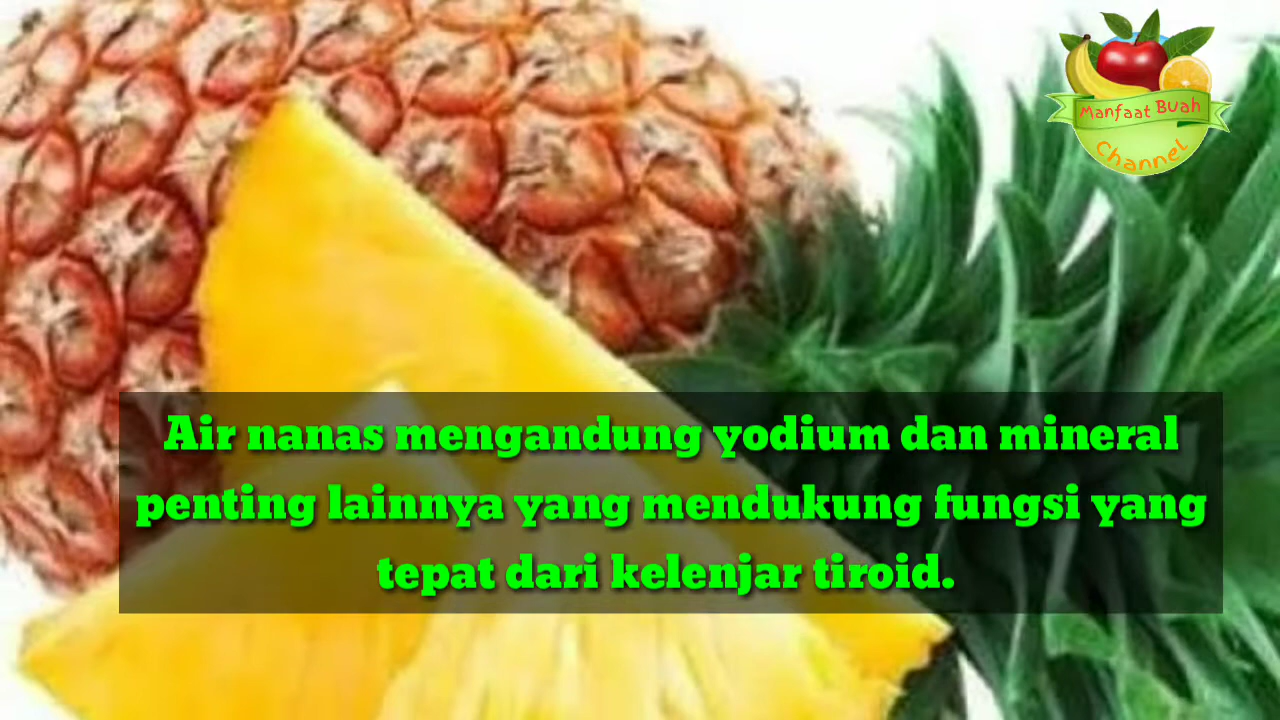 Manfaat Buah
Channel
Air nanas mengandung yodium dan mineral
penting lainnya yang mendukung fungsi yang
tepat dari kelenjar tiroid.